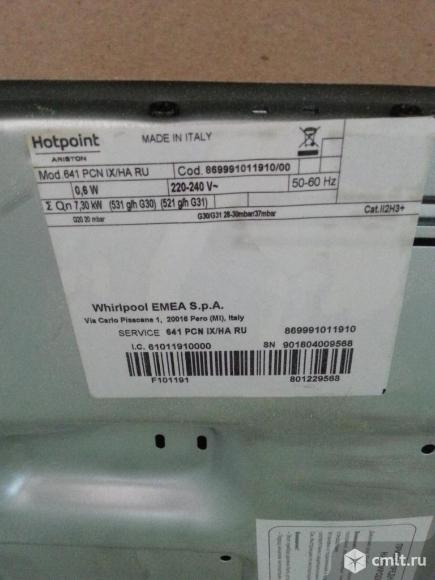 Hotpoint
ARISTON
MADE IN ITALY
Mod.641 PCN IX/HA RU
Cod. 869991011910/00
0,6 W
220-240 V~
50-60 Hz
Σ Qn 7,30 kW (531 g/h G30) (521 g/h G31)
G20 20 mbar
G30/G31 28-30mbar/37mbar
Cat.II2H3+
Whirlpool EMEA S.p.A.
Via Carlo Pisacane 1, 20016 Pero (MI), Italy
SERVICE 641 PCN IX/HA RU
869991011910
I.C. 61011910000
SN 901804009568
F101191
801229568
cmlt.ru